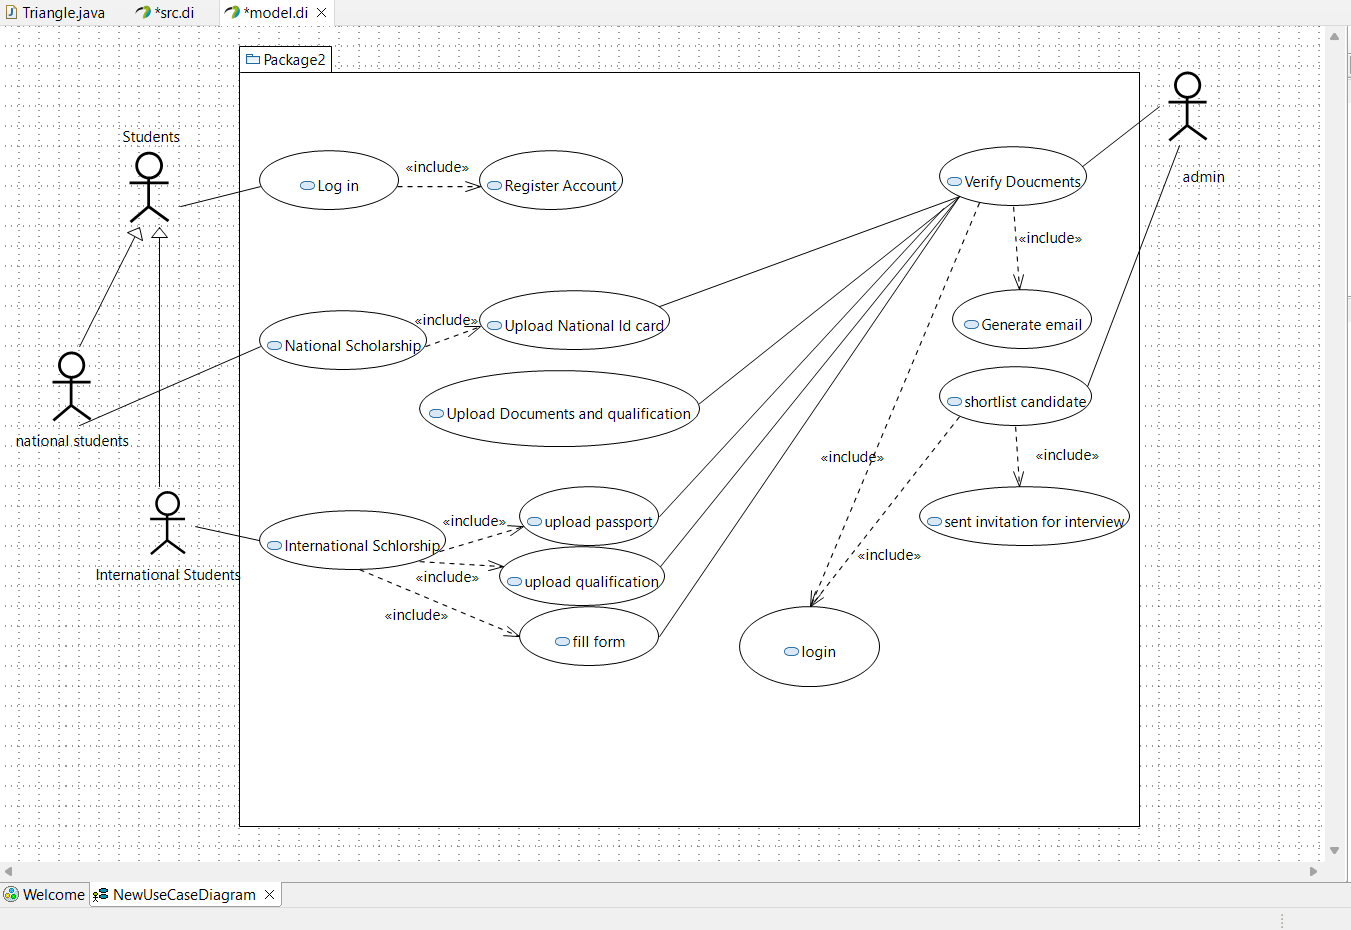 Triangle.java
*src.di
*model.di
Package2
Students
Log in
«include»
Register Account
Verify Doucments
admin
«include»
National Scholarship
«include»
Upload National Id card
Generate email
Upload Documents and qualification
shortlist candidate
national students
«include»
«include»
International Schlorship
«include»
upload passport
sent invitation for interview
International Students
«include»
upload qualification
«include»
«include»
fill form
login
Welcome
NewUseCaseDiagram